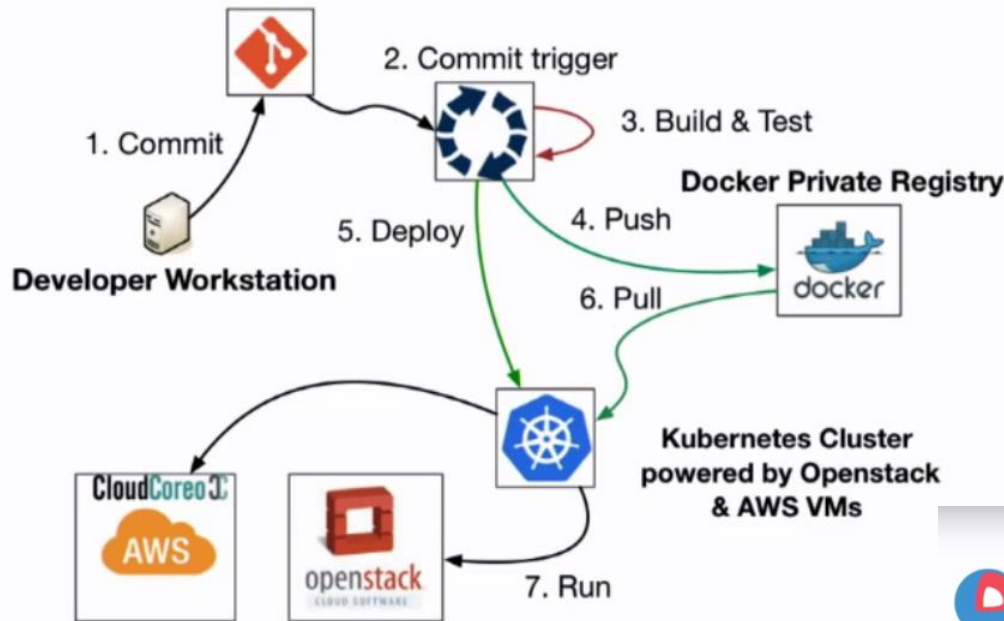 2. Commit trigger
1. Commit
3. Build & Test
Docker Private Registry
5. Deploy
4. Push
Developer Workstation
6. Pull
docker
Kubernetes Cluster
powered by Openstack
& AWS VMs
CloudCoreo
AWS
openstack
CLOUD SOFTWARE
7. Run